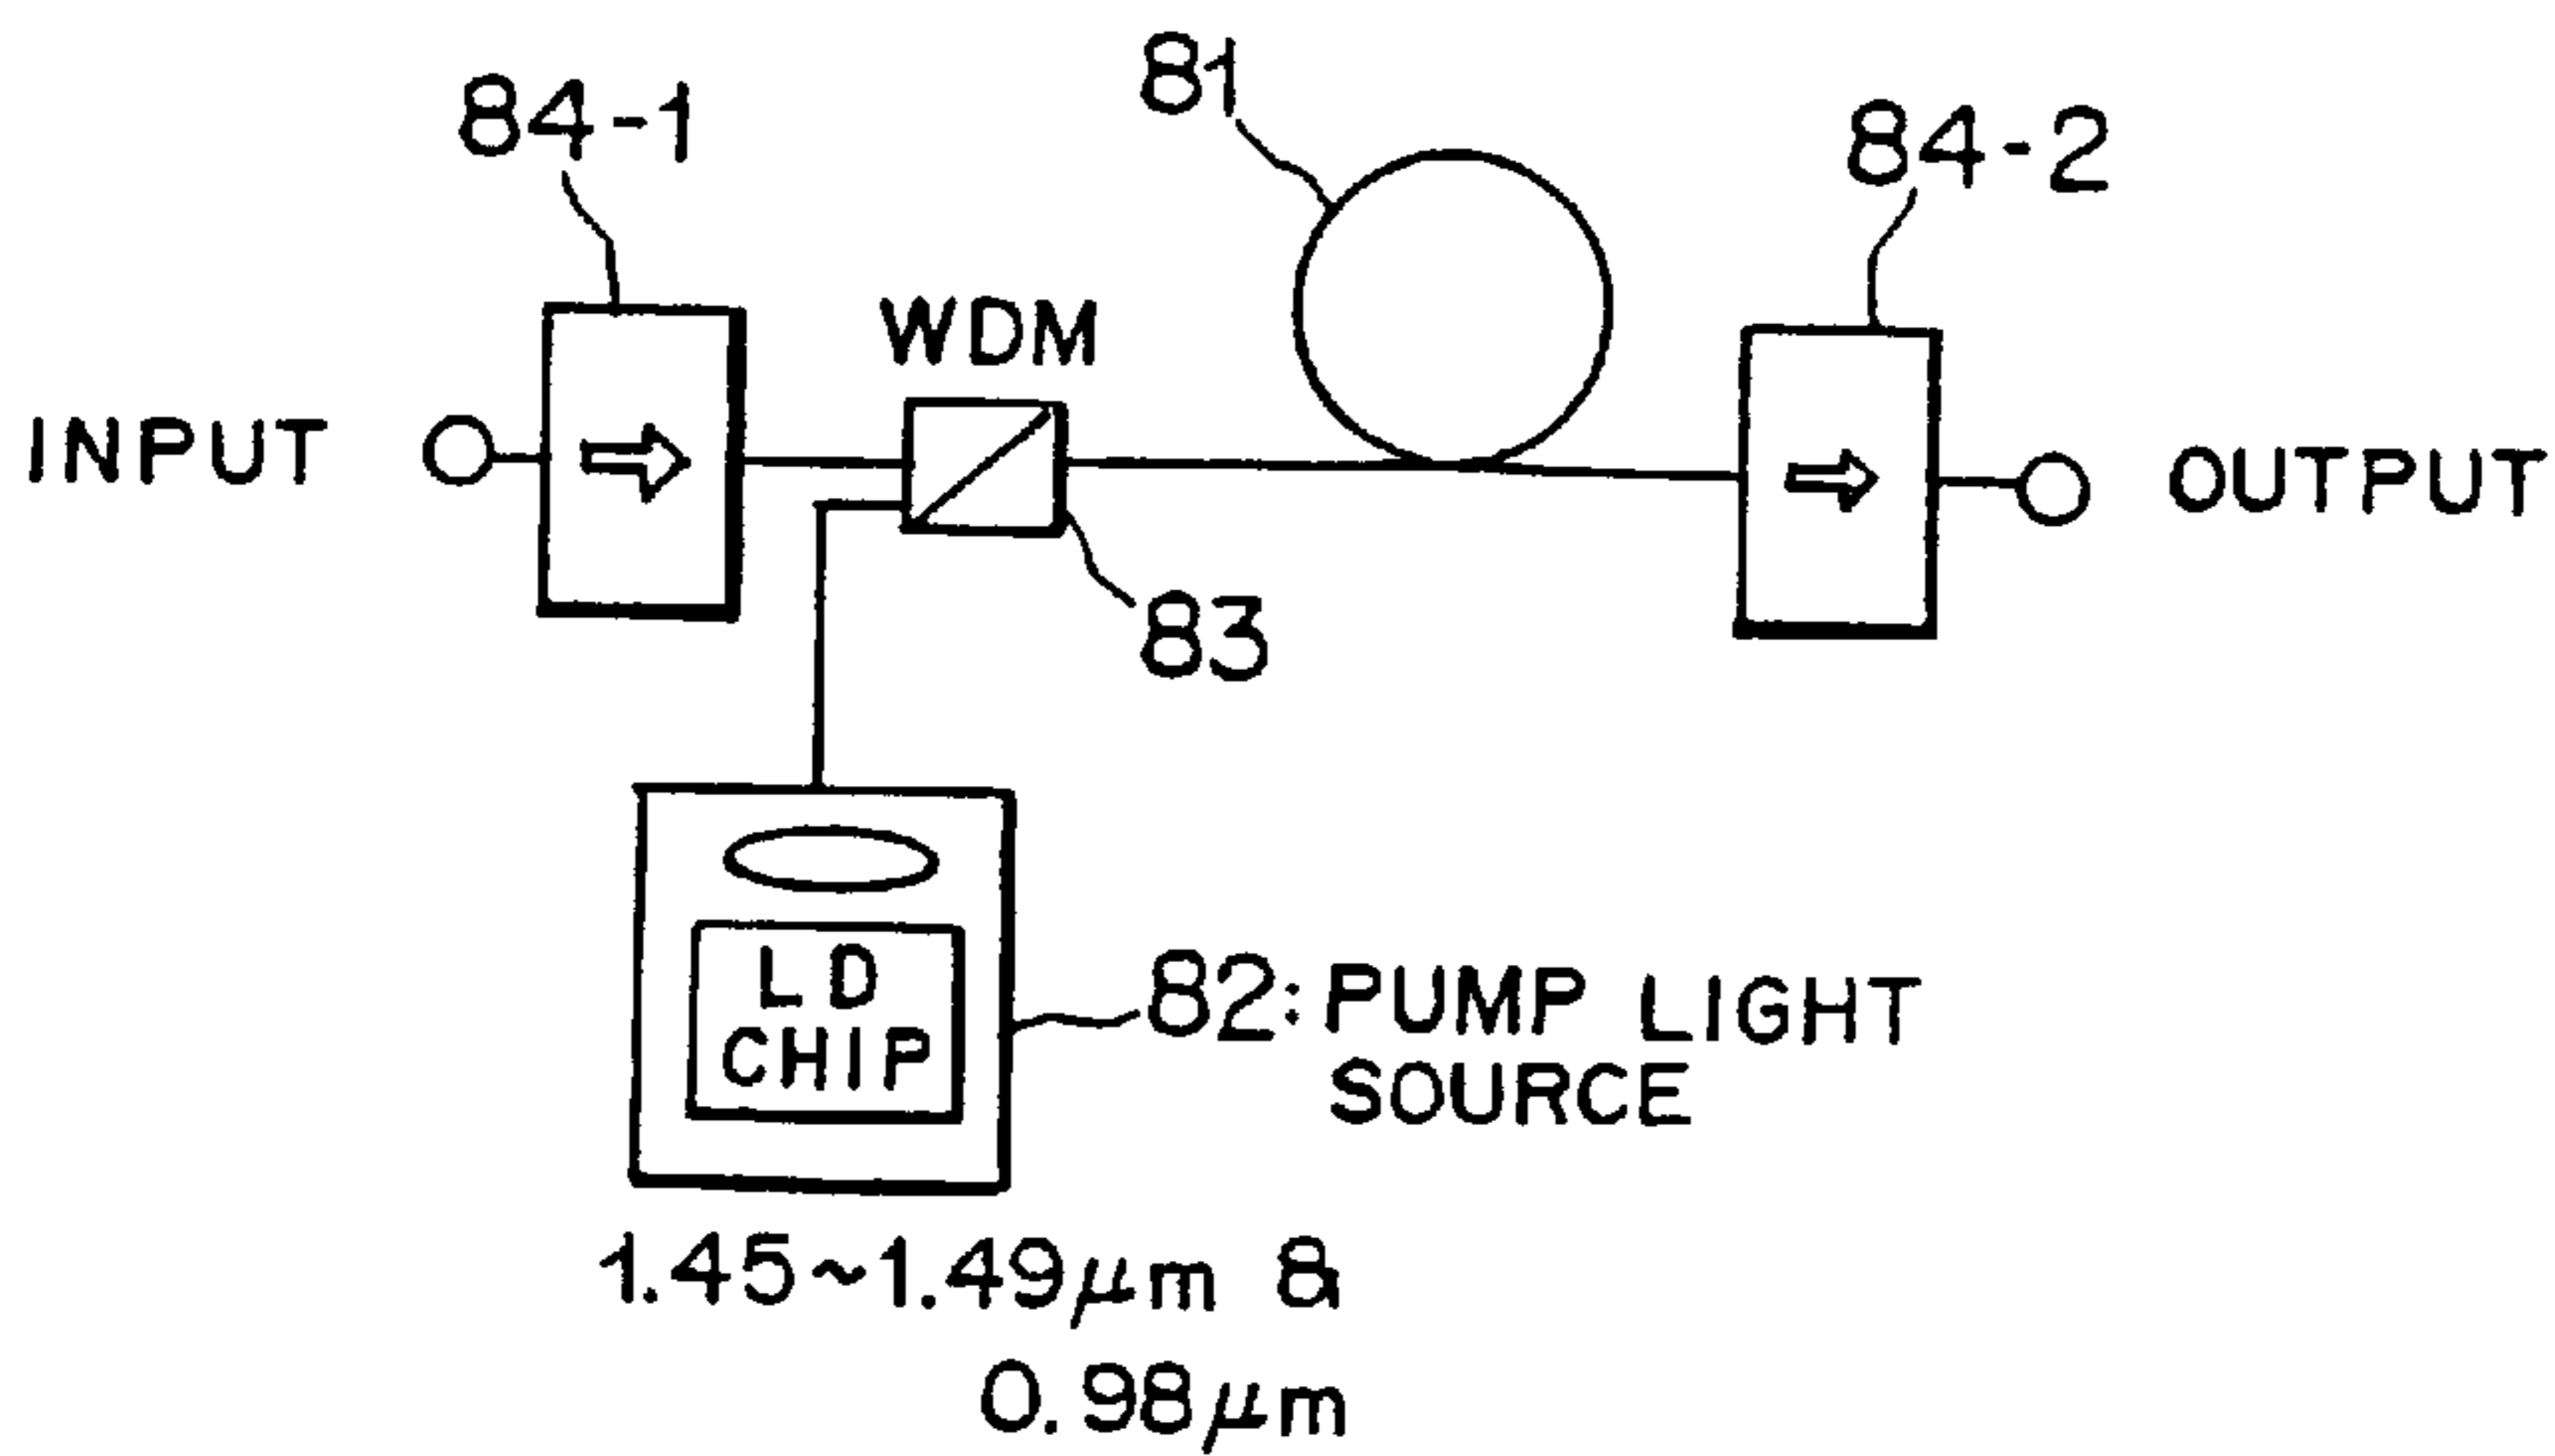 81
84-1
84-2
WDM
INPUT
OUTPUT
83
LD
CHIP
82: PUMP LIGHT
SOURCE
1.45~1.49μm &
0.98μm